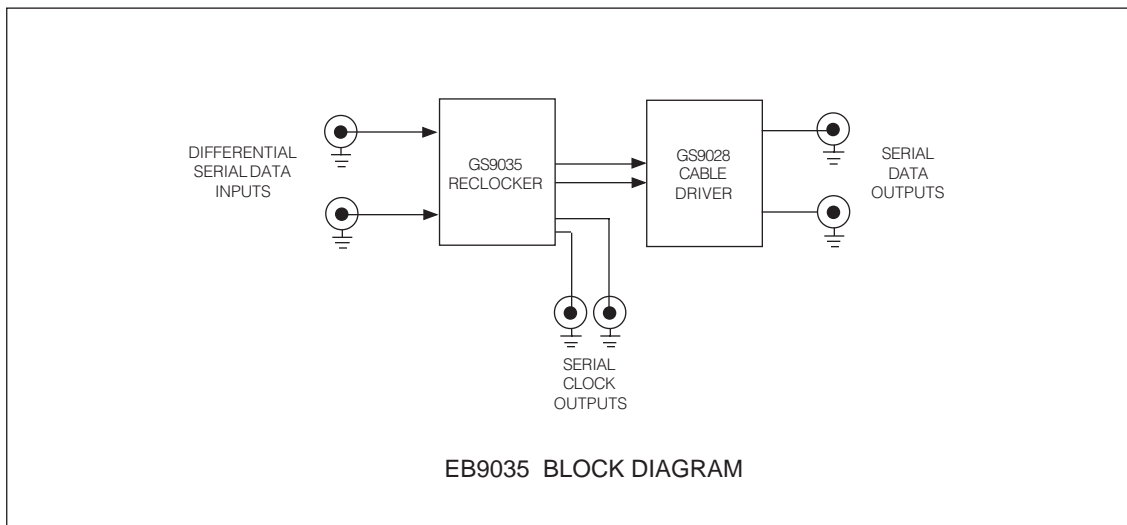 DIFFERENTIAL
SERIAL DATA
INPUTS
GS9035
RECLOCKER
GS9028
CABLE
DRIVER
SERIAL
DATA
OUTPUTS
SERIAL
CLOCK
OUTPUTS
EB9035 BLOCK DIAGRAM